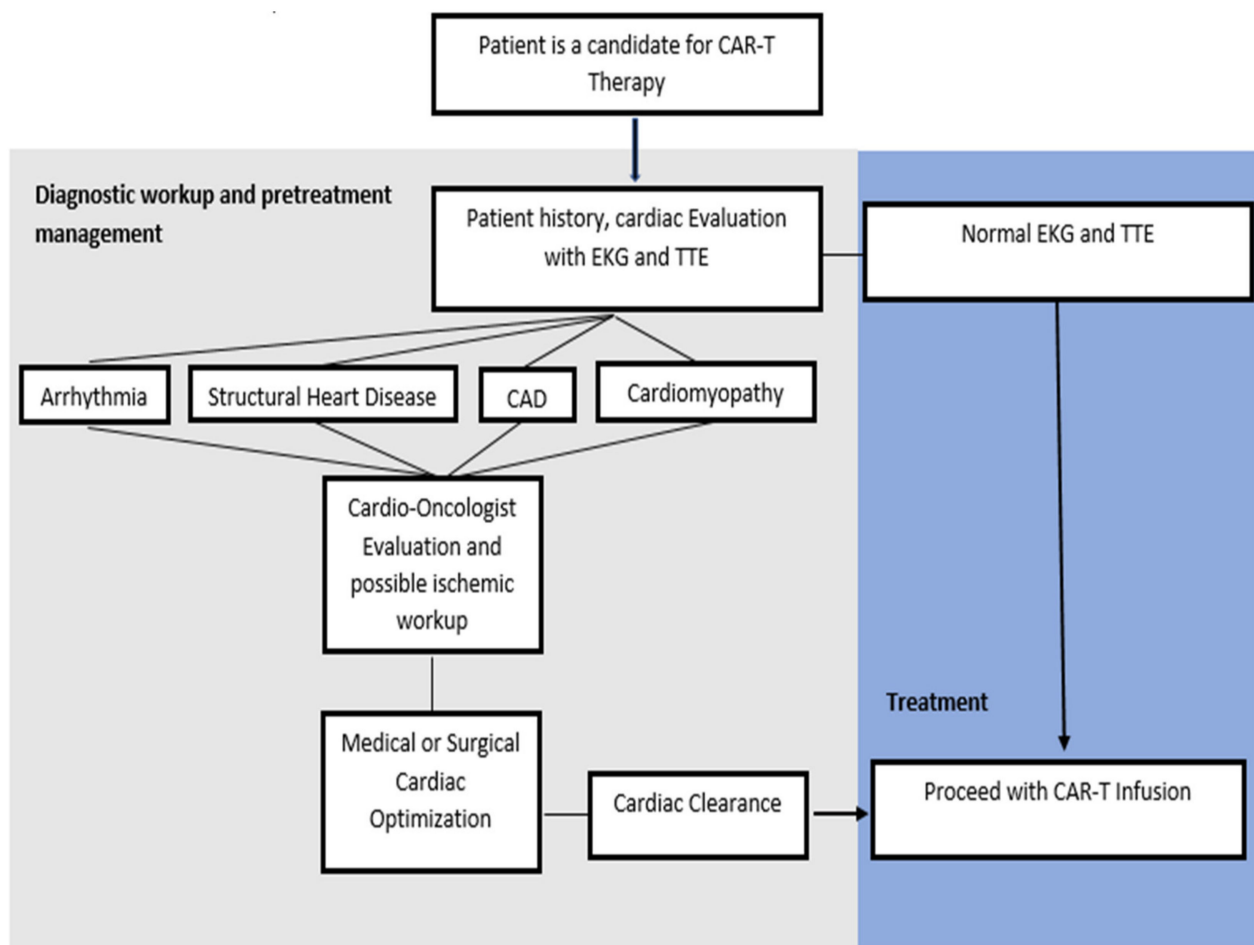 Patient is a candidate for CAR-T
Therapy
Diagnostic workup and pretreatment
management
Patient history, cardiac Evaluation
with EKG and TTE
Normal EKG and TTE
Arrhythmia
Structural Heart Disease
CAD
Cardiomyopathy
Cardio-Oncologist
Evaluation and
possible ischemic
workup
Medical or Surgical
Cardiac
Optimization
Cardiac Clearance
Treatment
Proceed with CAR-T Infusion